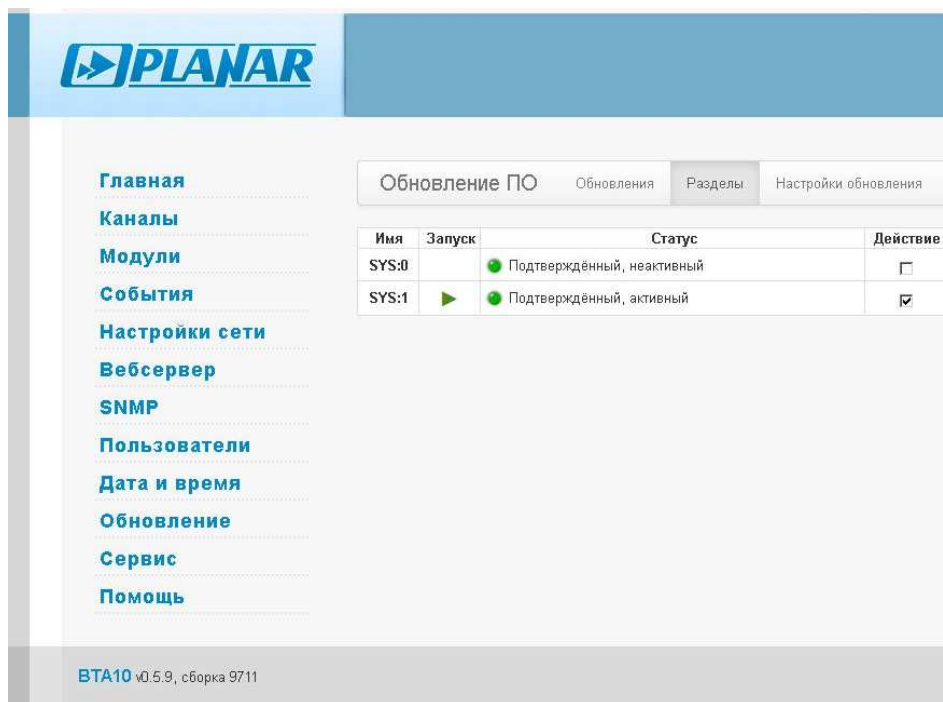 PLANAR
Главная
Каналы
Модули
События
Настройки сети
Вебсервер
SNMP
Пользователи
Дата и время
Обновление
Сервис
Помощь
Обновление ПО Обновления Разделы Настройки обновления
Имя Запуск Статус Действие
SYS:0 Подтверждённый, неактивный
SYS:1 Подтверждённый, активный
BTA10 v0.5.9, сборка 9711